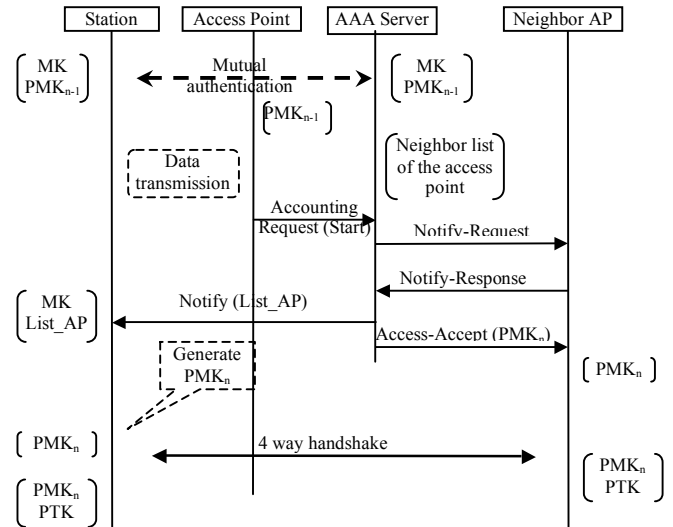 Station Access Point AAA Server Neighbor AP
MK
PMKn-1
Mutual
authentication
MK
PMKn-1
PMKn-1
Data
transmission
Neighbor list
of the access
point
Accounting
Request (Start)
Notify-Request
Notify-Response
MK
List_AP
Notify (List_AP)
Access-Accept (PMKn)
Generate
PMKn
PMKn
PMKn
4 way handshake
PMKn
PTK
PMKn
PTK